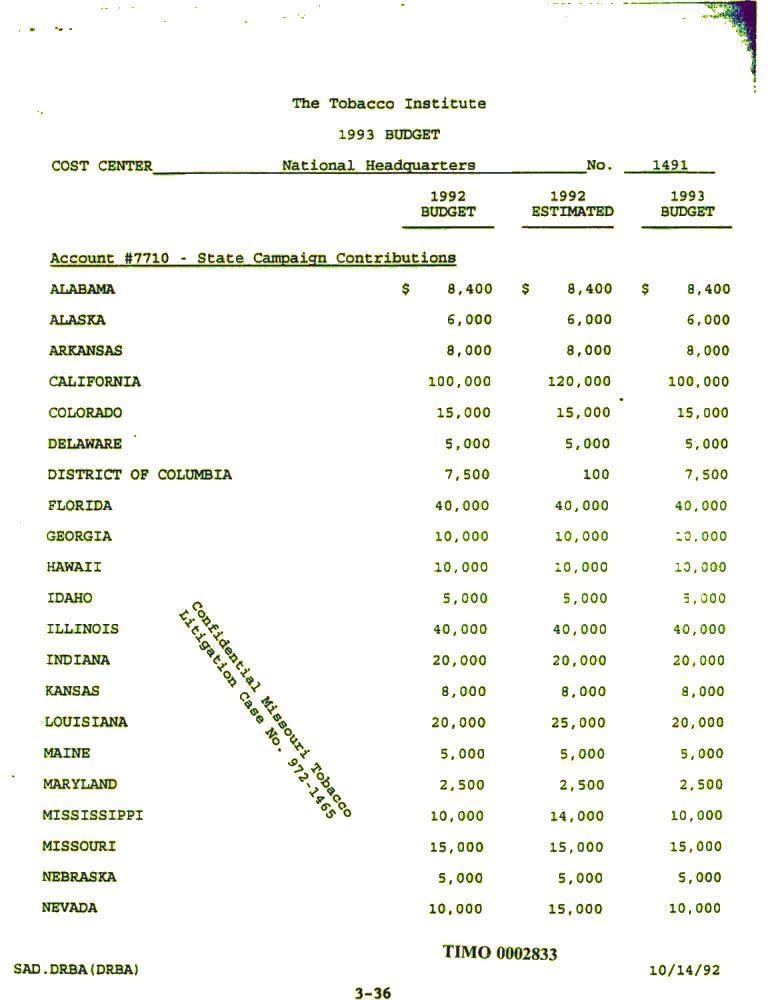 The Tobacco Institute
1993 BUDGET
COST CENTER National Headquarters No. 1491
1992 1992 1993
BUDGET ESTIMATED BUDGET
Account #7710 - State Campaign Contributions
ALABAMA $ 8,400 $ 8,400 $ 8,400
ALASKA 6,000 6,000 6,000
ARKANSAS 8,000 8,000 8,000
CALIFORNIA 100,000 120,000 100,000
COLORADO 15,000 15,000 15,000
DELAWARE 5,000 5,000 5,000
DISTRICT OF COLUMBIA 7,500 100 7,500
FLORIDA 40,000 40,000 40,000
GEORGIA 10,000 10,000 10,000
HAWAII 10,000 10,000 10,000
IDAHO 5,000 5,000 5,000
ILLINOIS 40,000 40,000 40,000
INDIANA 20,000 20,000 20,000
KANSAS 8,000 8,000 8,000
LOUISIANA 20,000 25,000 20,000
MAINE 5,000 5,000 5,000
MARYLAND 2,500 2,500 2,500
MISSISSIPPI 10,000 14,000 10,000
MISSOURI 15,000 15,000 15,000
NEBRASKA 5,000 5,000 5,000
NEVADA 10,000 15,000 10,000
Confidential Missouri Tobacco
Litigation Case No. 972-1465
TIMO 0002833
SAD.DRBA(DRBA) 10/14/92
3-36